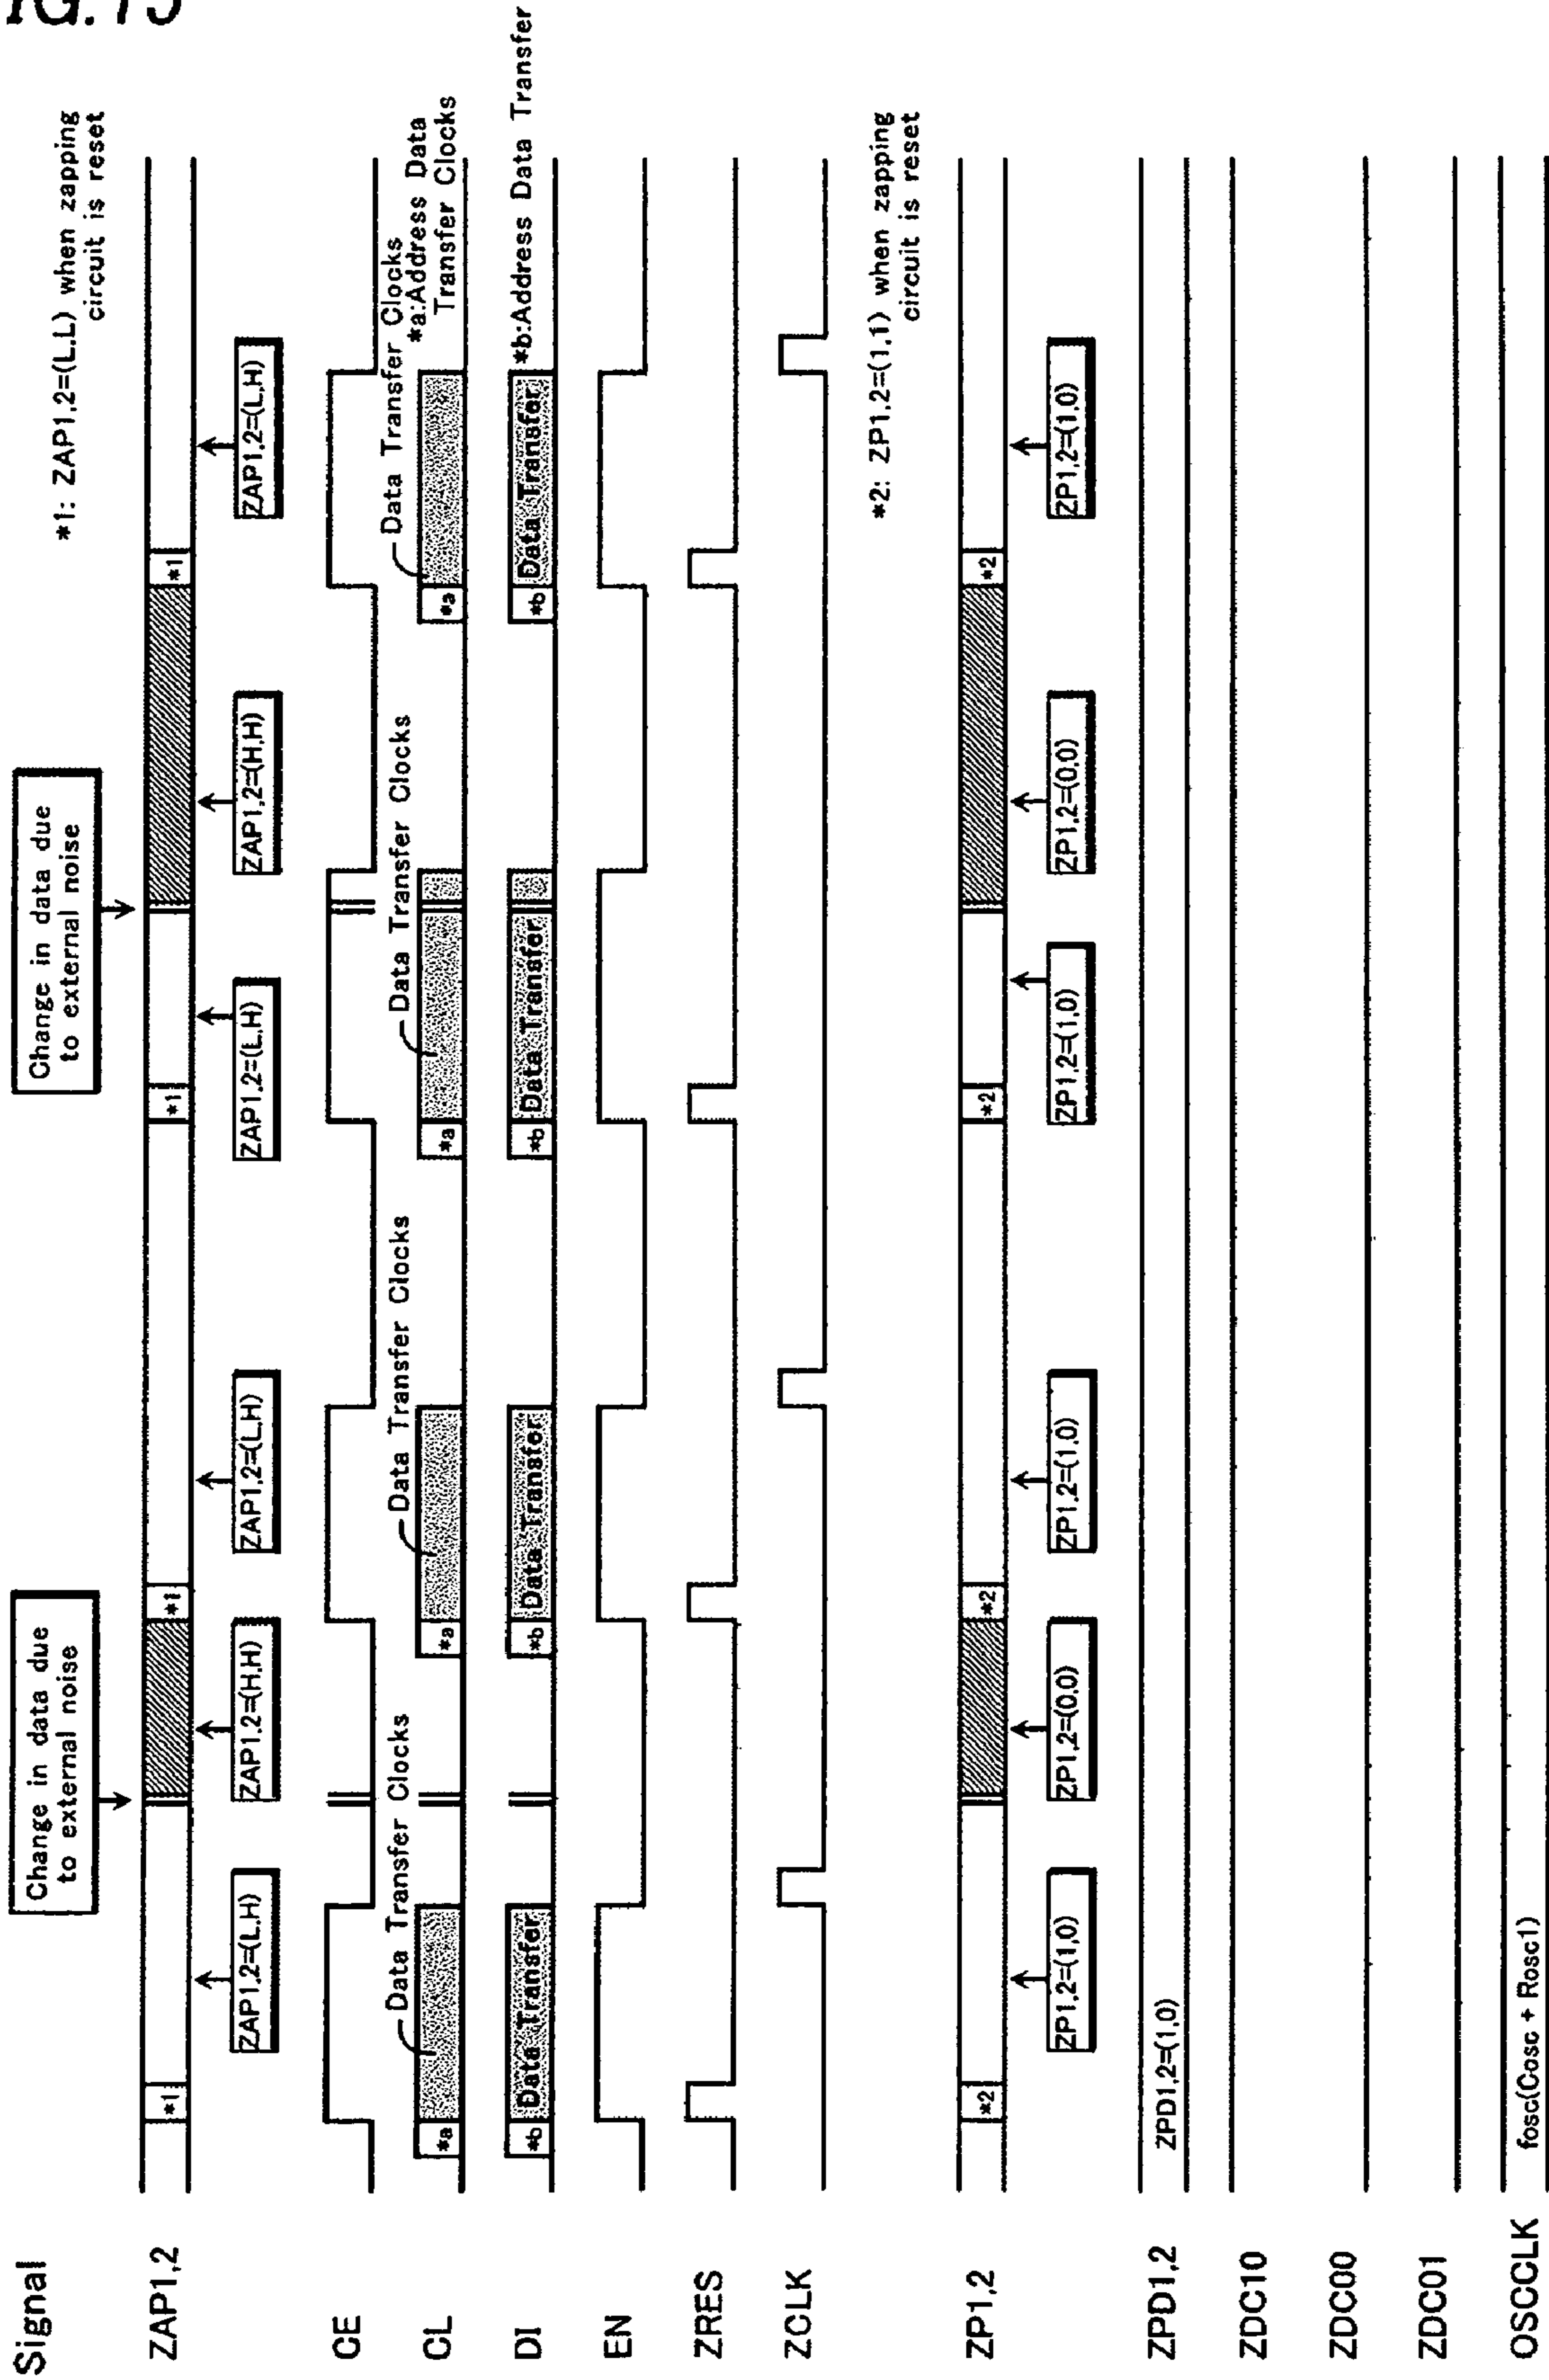 IG. 15
Signal
Change in data due
to external noise
Change in data due
to external noise
*1: ZAP1,2=(L,L) when zapping
circuit is reset
ZAP1,2
*1
*1
*1
*1
ZAP1,2=(L,H)
ZAP1,2=(H,H)
ZAP1,2=(L,H)
ZAP1,2=(L,H)
ZAP1,2=(H,H)
ZAP1,2=(L,H)
CE
Data Transfer Clocks
Data Transfer Clocks
Data Transfer Clocks
Data Transfer Clocks
*a:Address Data
Transfer Clocks
CL
*a
*a
*a
*a
*b:Address Data Transfer
DI
*b
Data Transfer
*b
Data Transfer
*b
Data Transfer
*b
Data Transfer
EN
ZRES
ZCLK
*2: ZP1,2=(1,1) when zapping
circuit is reset
ZP1,2
*2
*2
*2
*2
ZP1,2=(1,0)
ZP1,2=(0,0)
ZP1,2=(1,0)
ZP1,2=(1,0)
ZP1,2=(0,0)
ZP1,2=(1,0)
ZPD1,2
ZPD1,2=(1,0)
ZDC10
ZDC00
ZDC01
OSCCLK
fosc(Cosc + Rosc1)